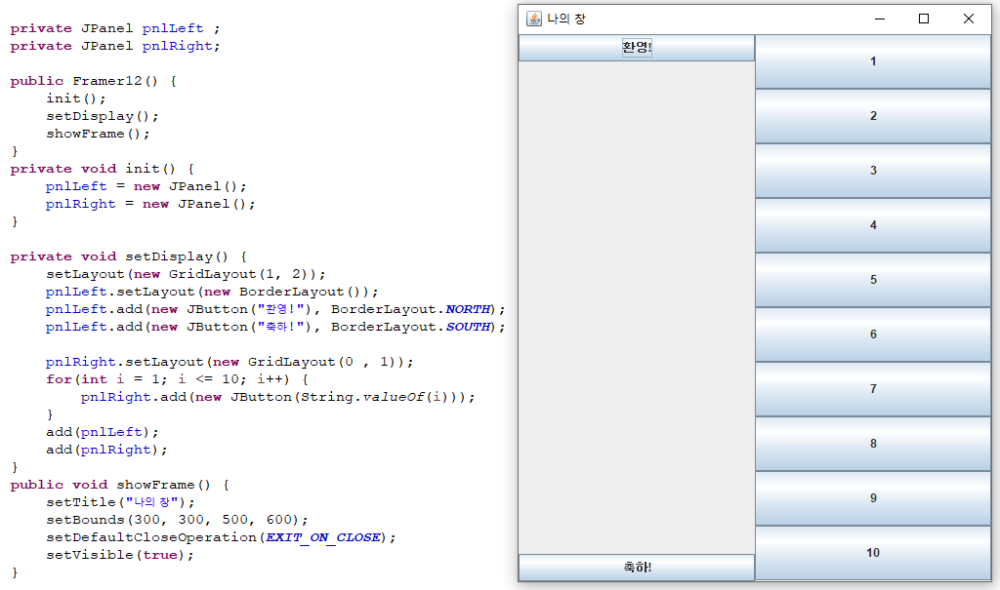 private JPanel pnlLeft ;
private JPanel pnlRight;
public Framer12() {
init();
setDisplay();
showFrame();
}
private void init() {
pnlLeft = new JPanel();
pnlRight = new JPanel();
}
private void setDisplay() {
setLayout(new GridLayout(1, 2));
pnlLeft.setLayout(new BorderLayout());
pnlLeft.add(new JButton("환영!"), BorderLayout.NORTH);
pnlLeft.add(new JButton("축하!"), BorderLayout.SOUTH);
pnlRight.setLayout(new GridLayout(0 , 1));
for(int i = 1; i <= 10; i++) {
pnlRight.add(new JButton(String.valueOf(i)));
}
add(pnlLeft);
add(pnlRight);
}
public void showFrame() {
setTitle("나의 창");
setBounds(300, 300, 500, 600);
setDefaultCloseOperation(EXIT_ON_CLOSE);
setVisible(true);
}
나의 창
환영!
축하!
1
2
3
4
5
6
7
8
9
10